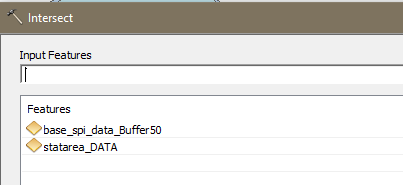 Intersect
Input Features
Features
base_spi_data_Buffer50
statarea_DATA